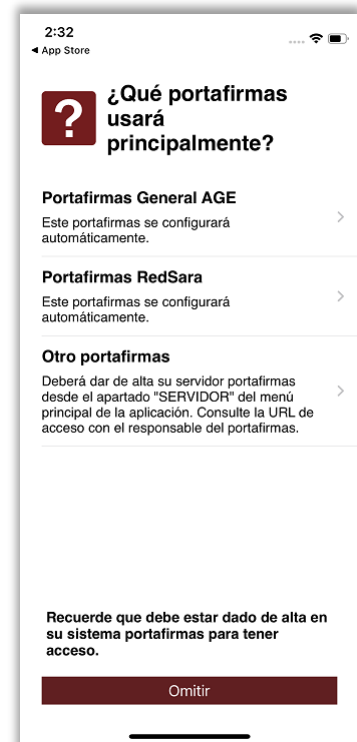 2:32
◀ App Store
?
¿Qué portafirmas
usará
principalmente?
Portafirmas General AGE
Este portafirmas se configurará
automáticamente.
Portafirmas RedSara
Este portafirmas se configurará
automáticamente.
Otro portafirmas
Deberá dar de alta su servidor portafirmas
desde el apartado "SERVIDOR" del menú
principal de la aplicación. Consulte la URL de
acceso con el responsable del portafirmas.
Recuerde que debe estar dado de alta en
su sistema portafirmas para tener
acceso.
Omitir